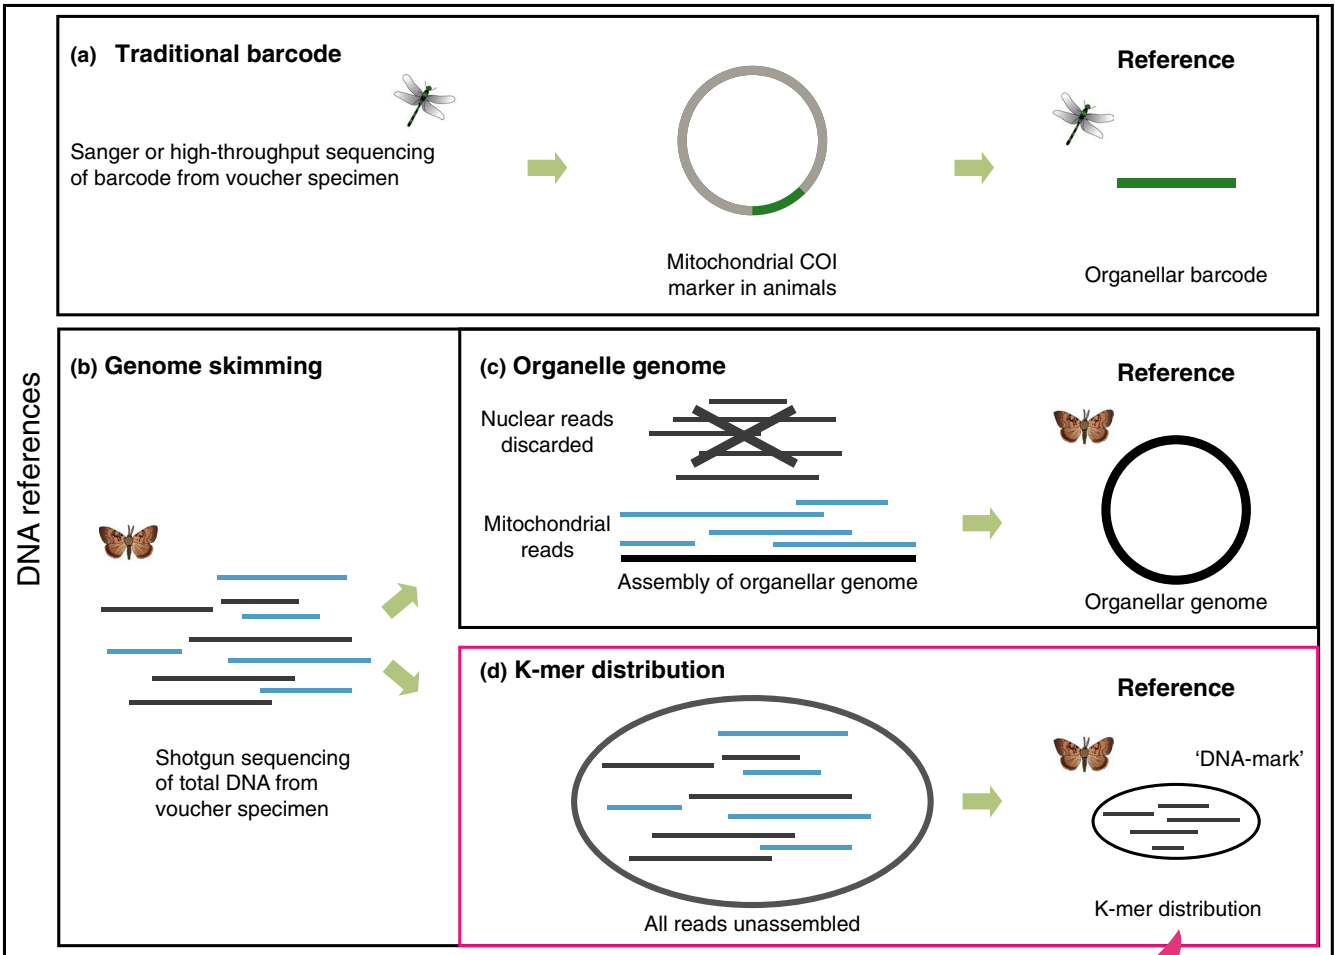 DNA references
(a) Traditional barcode
Reference
Sanger or high-throughput sequencing
of barcode from voucher specimen
Mitochondrial COI
marker in animals
Organellar barcode
(b) Genome skimming
Shotgun sequencing
of total DNA from
voucher specimen
(c) Organelle genome
Reference
Nuclear reads
discarded
Mitochondrial
reads
Assembly of organellar genome
Organellar genome
(d) K-mer distribution
Reference
'DNA-mark'
All reads unassembled
K-mer distribution